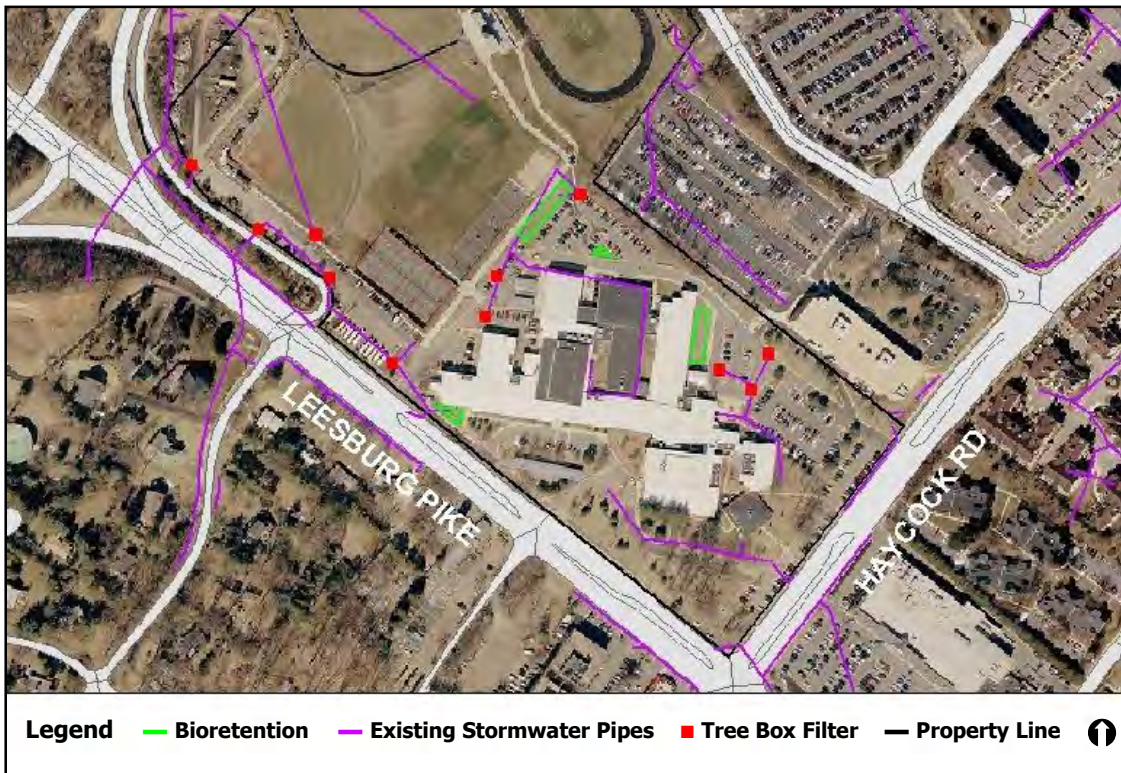 LEESBURG PIKE
HAYCOCK RD
Legend
Bioretention
Existing Stormwater Pipes
Tree Box Filter
Property Line